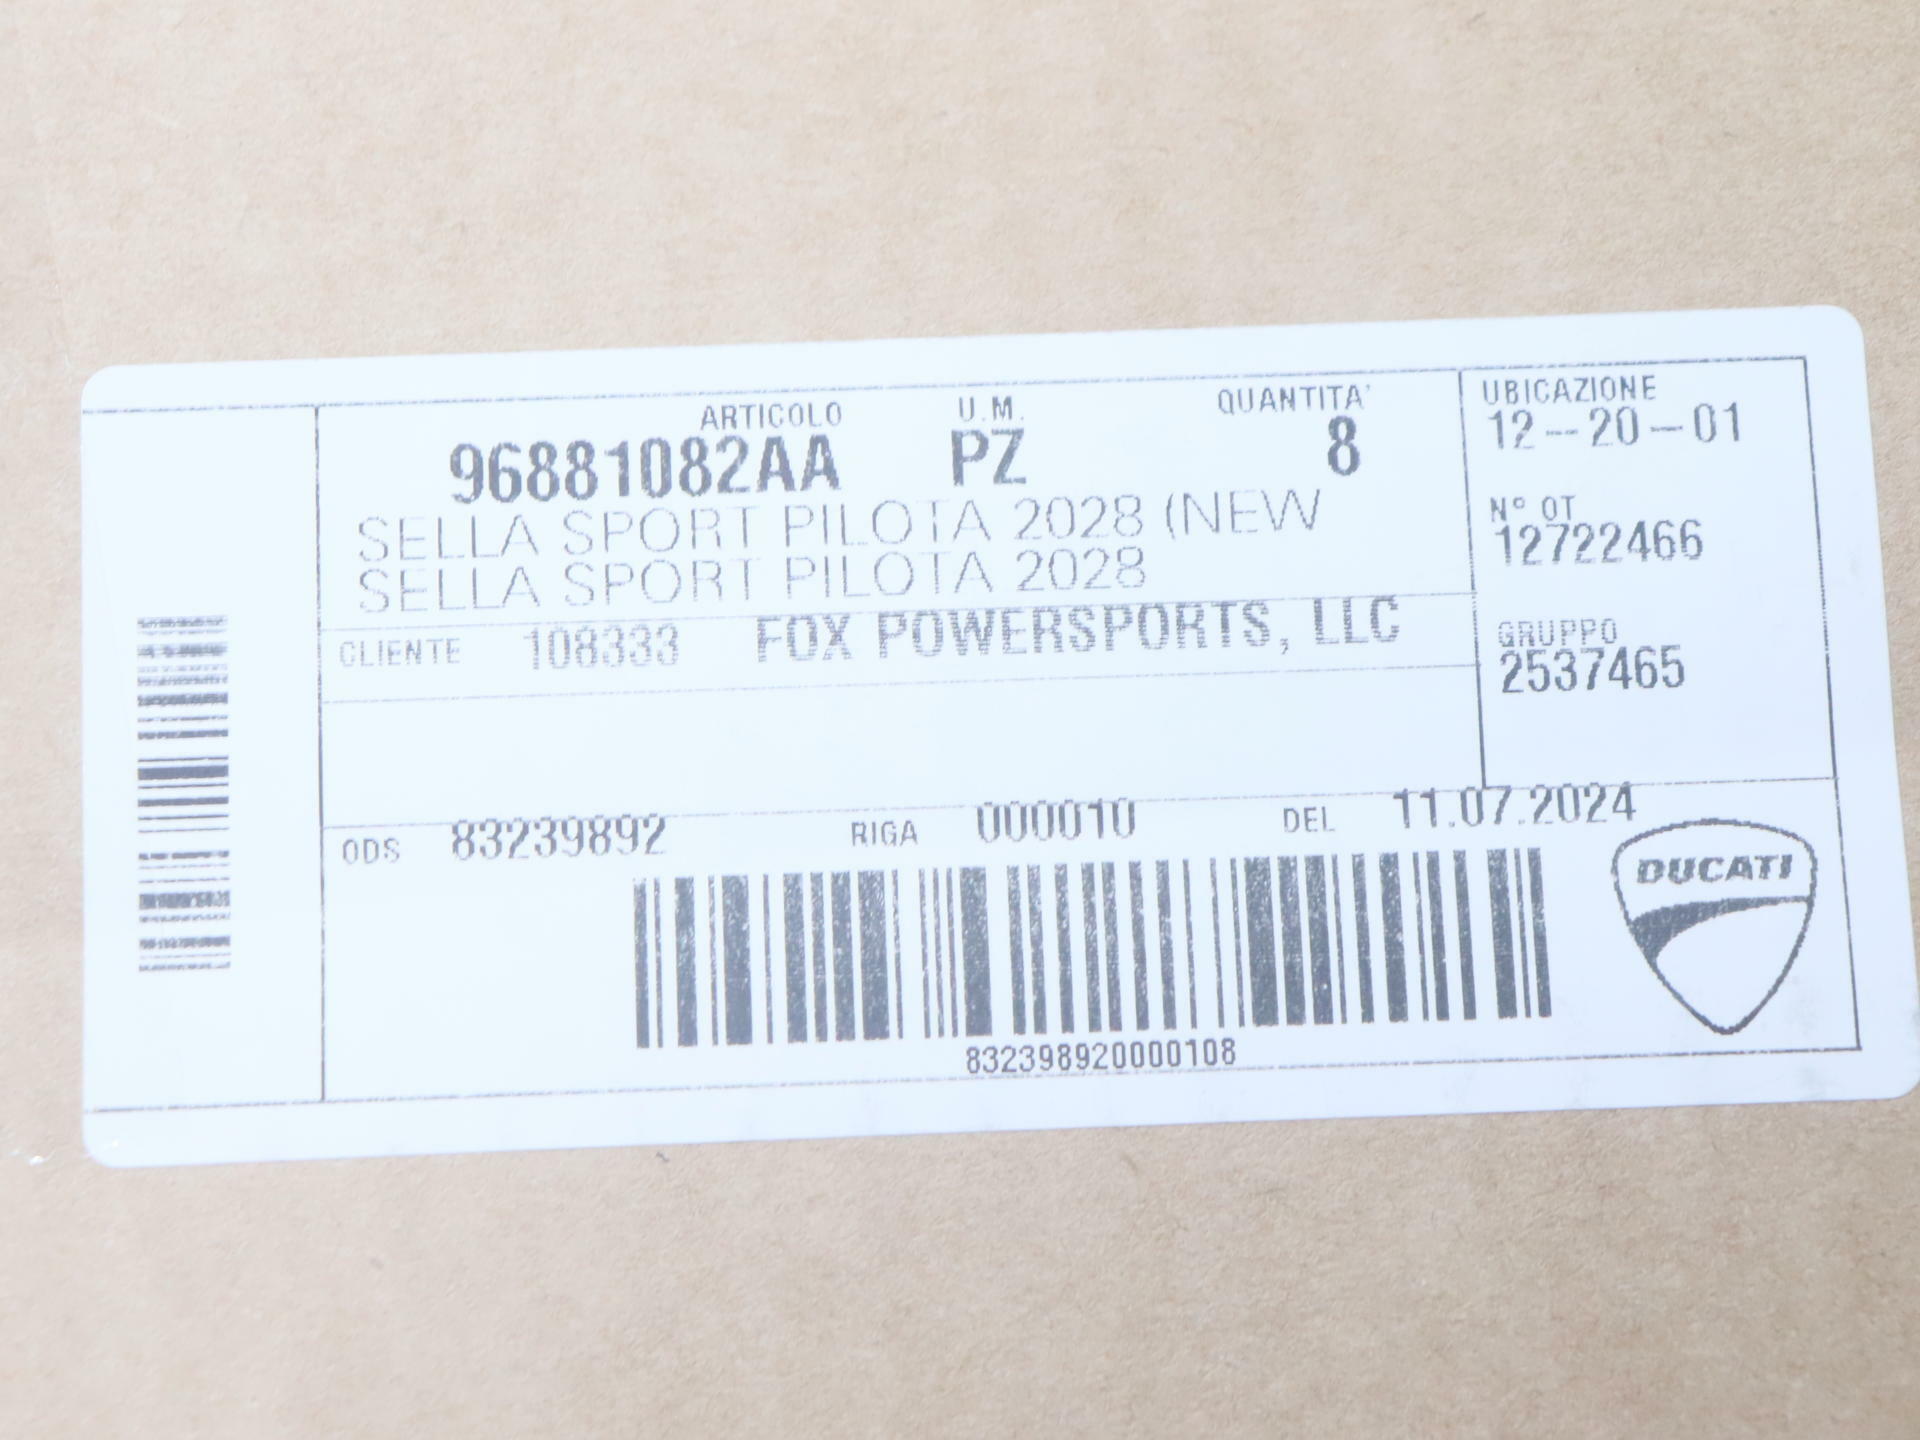 ARTICOLO U.M. QUANTITA'
96881082AA PZ 8
SELLA SPORT PILOTA 2028 (NEW
SELLA SPORT PILOTA 2028
CLIENTE 108333 FOX POWERSPORTS, LLC
UBICAZIONE
12-20-01
N° OT
12722466
GRUPPO
2537465
ODS 83239892 RIGA 000010 DEL 11.07.2024
832398920000108
DUCATI